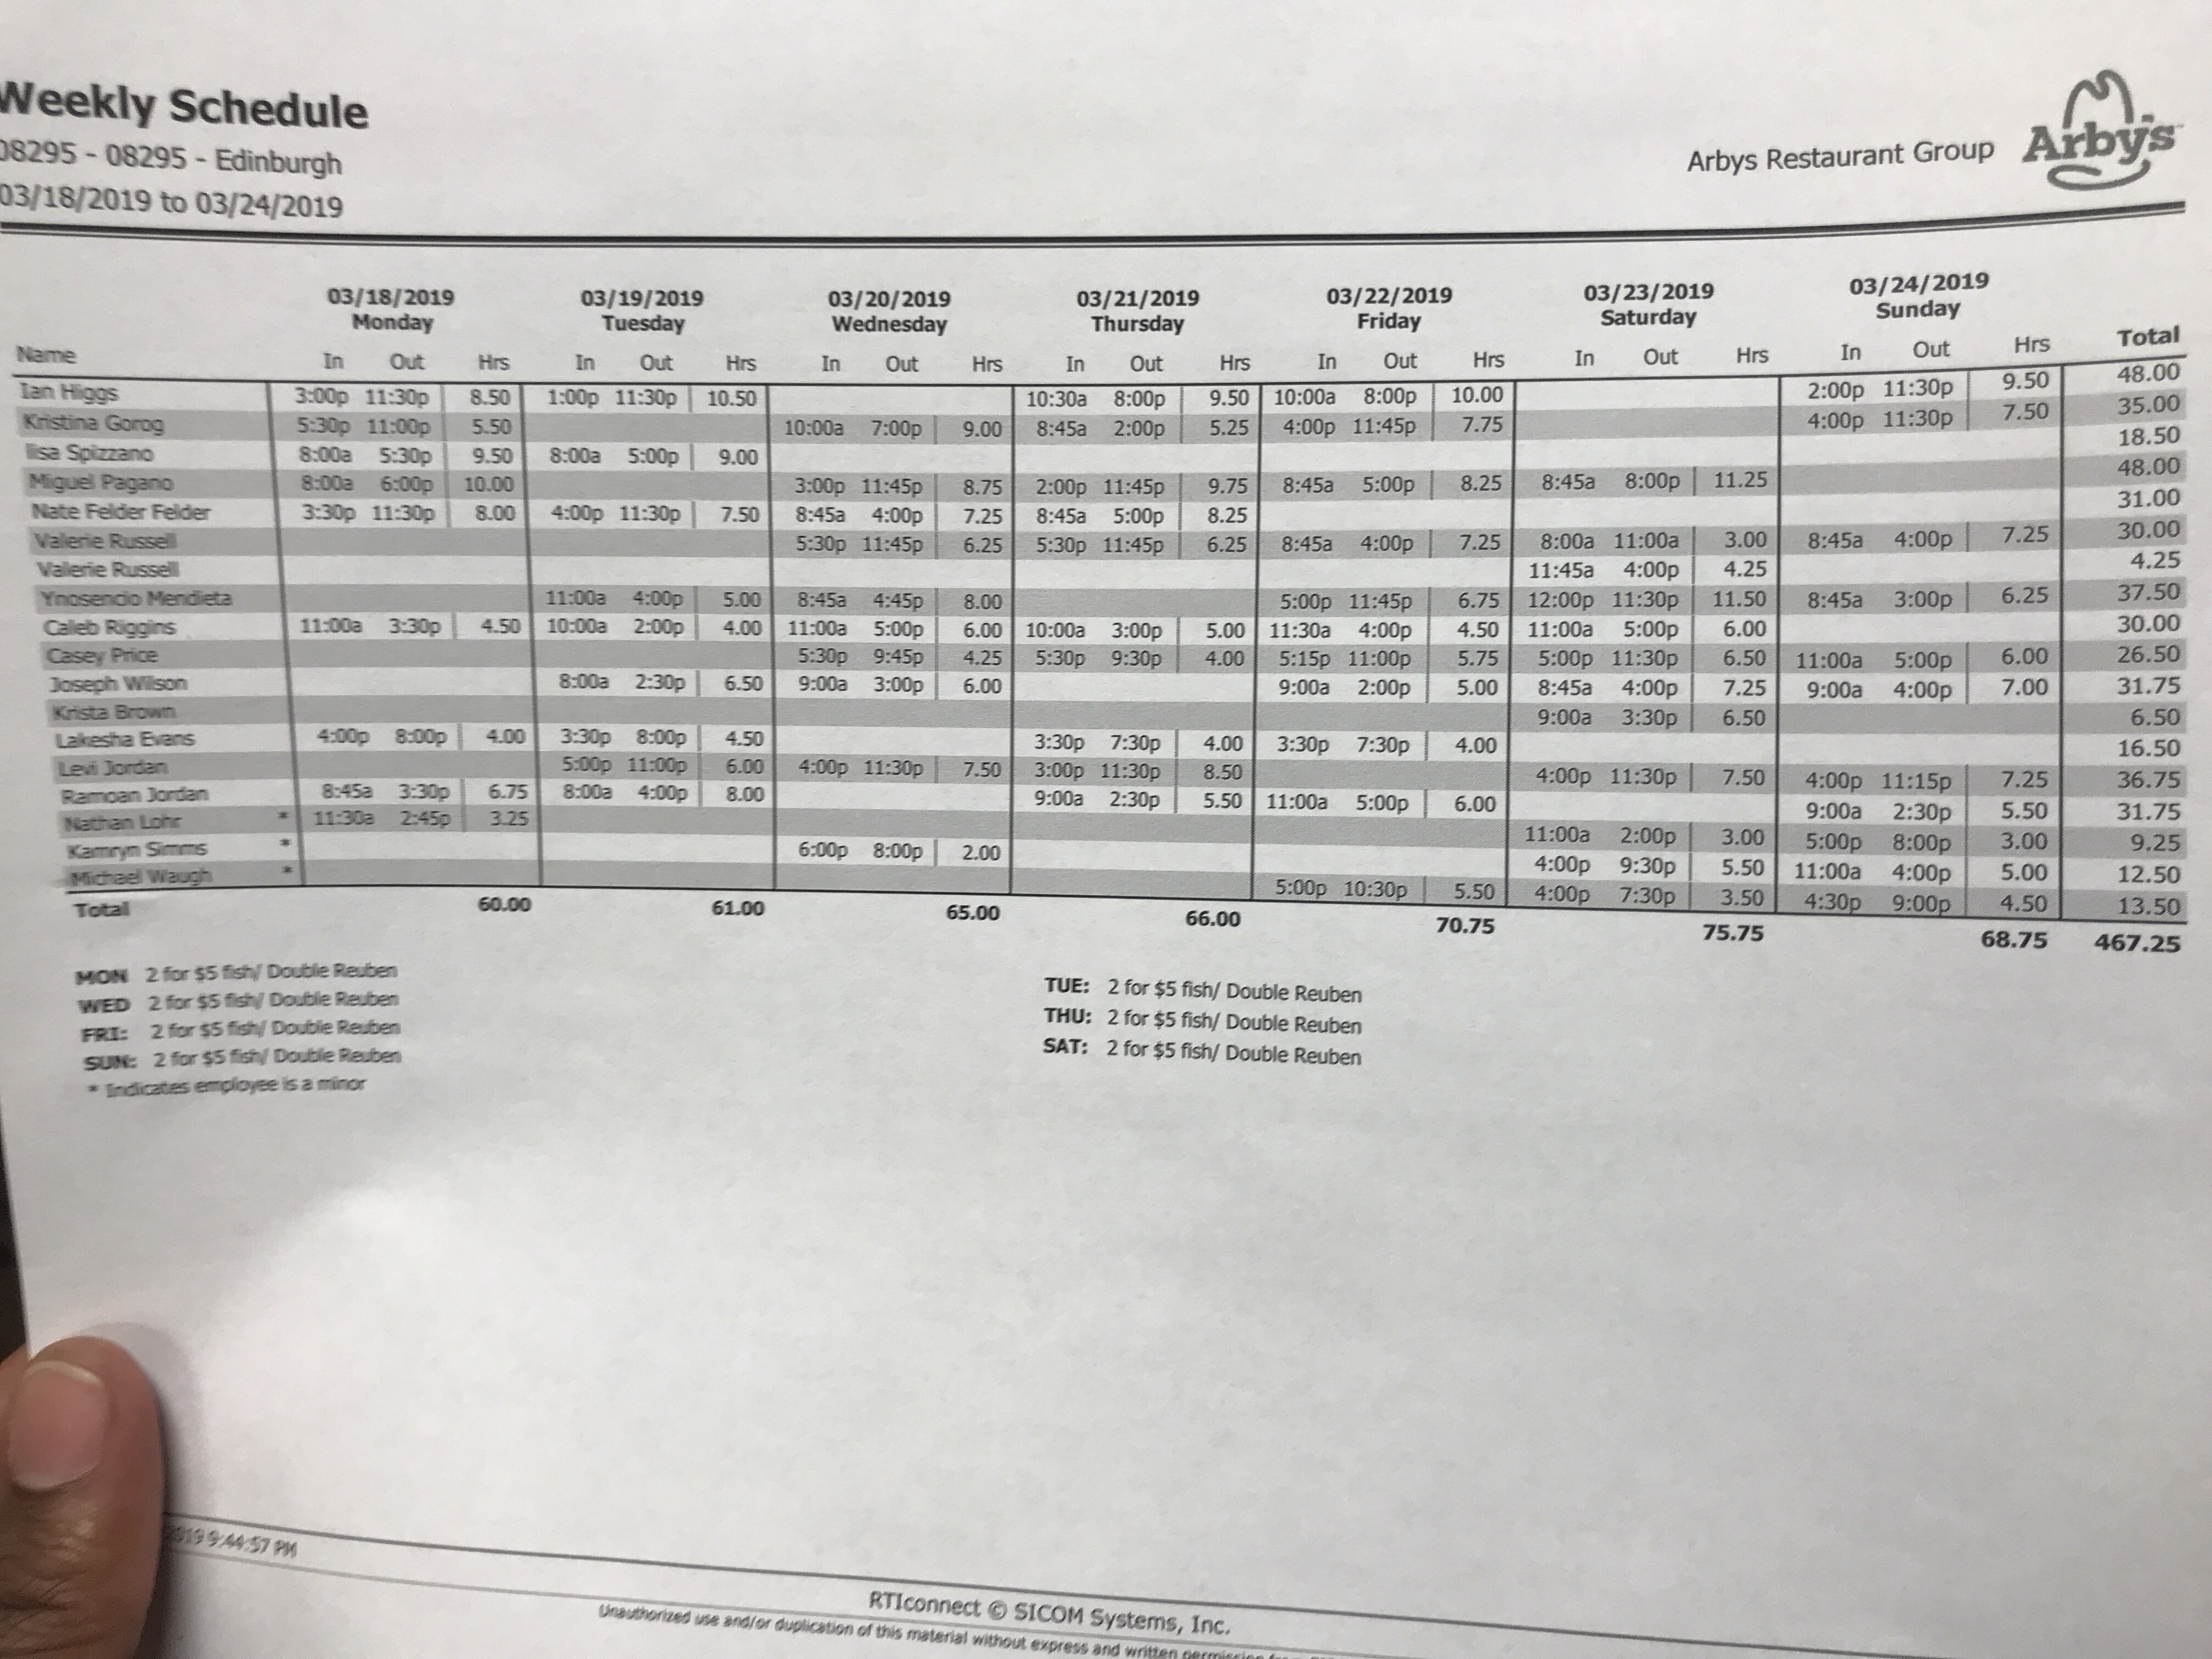 Weekly Schedule
08295 - 08295 - Edinburgh
03/18/2019 to 03/24/2019
Arbys Restaurant Group Arby's
03/18/2019 03/19/2019 03/20/2019 03/21/2019 03/22/2019 03/23/2019 03/24/2019
Monday Tuesday Wednesday Thursday Friday Saturday Sunday
Name In Out Hrs In Out Hrs In Out Hrs In Out Hrs In Out Hrs In Out Hrs In Out Hrs Total
Ian Higgs 3:00p 11:30p 8.50 1:00p 11:30p 10.50 10:30a 8:00p 9.50 10:00a 8:00p 10.00 2:00p 11:30p 9.50 48.00
Kristina Gorog 5:30p 11:00p 5.50 10:00a 7:00p 9.00 8:45a 2:00p 5.25 4:00p 11:45p 7.75 4:00p 11:30p 7.50 35.00
Ilsa Spizzano 8:00a 5:30p 9.50 8:00a 5:00p 9.00 18.50
Miguel Pagano 8:00a 6:00p 10.00 3:00p 11:45p 8.75 2:00p 11:45p 9.75 8:45a 5:00p 8.25 8:45a 8:00p 11.25 48.00
Nate Felder Felder 3:30p 11:30p 8.00 4:00p 11:30p 7.50 8:45a 4:00p 7.25 8:45a 5:00p 8.25 31.00
Valerie Russell 5:30p 11:45p 6.25 5:30p 11:45p 6.25 8:45a 4:00p 7.25 8:00a 11:00a 3.00 8:45a 4:00p 7.25 30.00
Valerie Russell 11:45a 4:00p 4.25 4.25
Ynosencio Mendieta 11:00a 4:00p 5.00 8:45a 4:45p 8.00 5:00p 11:45p 6.75 12:00p 11:30p 11.50 8:45a 3:00p 6.25 37.50
Caleb Riggins 11:00a 3:30p 4.50 10:00a 2:00p 4.00 11:00a 5:00p 6.00 10:00a 3:00p 5.00 11:30a 4:00p 4.50 11:00a 5:00p 6.00 30.00
Casey Price 5:30p 9:45p 4.25 5:30p 9:30p 4.00 5:15p 11:00p 5.75 5:00p 11:30p 6.50 11:00a 5:00p 6.00 26.50
Joseph Wilson 8:00a 2:30p 6.50 9:00a 3:00p 6.00 9:00a 2:00p 5.00 8:45a 4:00p 7.25 9:00a 4:00p 7.00 31.75
Krista Brown 9:00a 3:30p 6.50 6.50
Lakesha Evans 4:00p 8:00p 4.00 3:30p 8:00p 4.50 3:30p 7:30p 4.00 3:30p 7:30p 4.00 16.50
Levi Jordan 5:00p 11:00p 6.00 4:00p 11:30p 7.50 3:00p 11:30p 8.50 4:00p 11:30p 7.50 4:00p 11:15p 7.25 36.75
Ramoan Jordan 8:45a 3:30p 6.75 8:00a 4:00p 8.00 9:00a 2:30p 5.50 11:00a 5:00p 6.00 9:00a 2:30p 5.50 31.75
Nathan Lohr * 11:30a 2:45p 3.25 11:00a 2:00p 3.00 5:00p 8:00p 3.00 9.25
Kamryn Simms * 6:00p 8:00p 2.00 4:00p 9:30p 5.50 11:00a 4:00p 5.00 12.50
Michael Waugh * 5:00p 10:30p 5.50 4:00p 7:30p 3.50 4:30p 9:00p 4.50 13.50
Total 60.00 61.00 65.00 66.00 70.75 75.75 68.75 467.25
MON 2 for $5 fish/ Double Reuben TUE: 2 for $5 fish/ Double Reuben
WED 2 for $5 fish/ Double Reuben THU: 2 for $5 fish/ Double Reuben
FRI: 2 for $5 fish/ Double Reuben SAT: 2 for $5 fish/ Double Reuben
SUN: 2 for $5 fish/ Double Reuben
* Indicates employee is a minor
2019 9:44:57 PM
RTIconnect © SICOM Systems, Inc.
Unauthorized use and/or duplication of this material without express and written permission